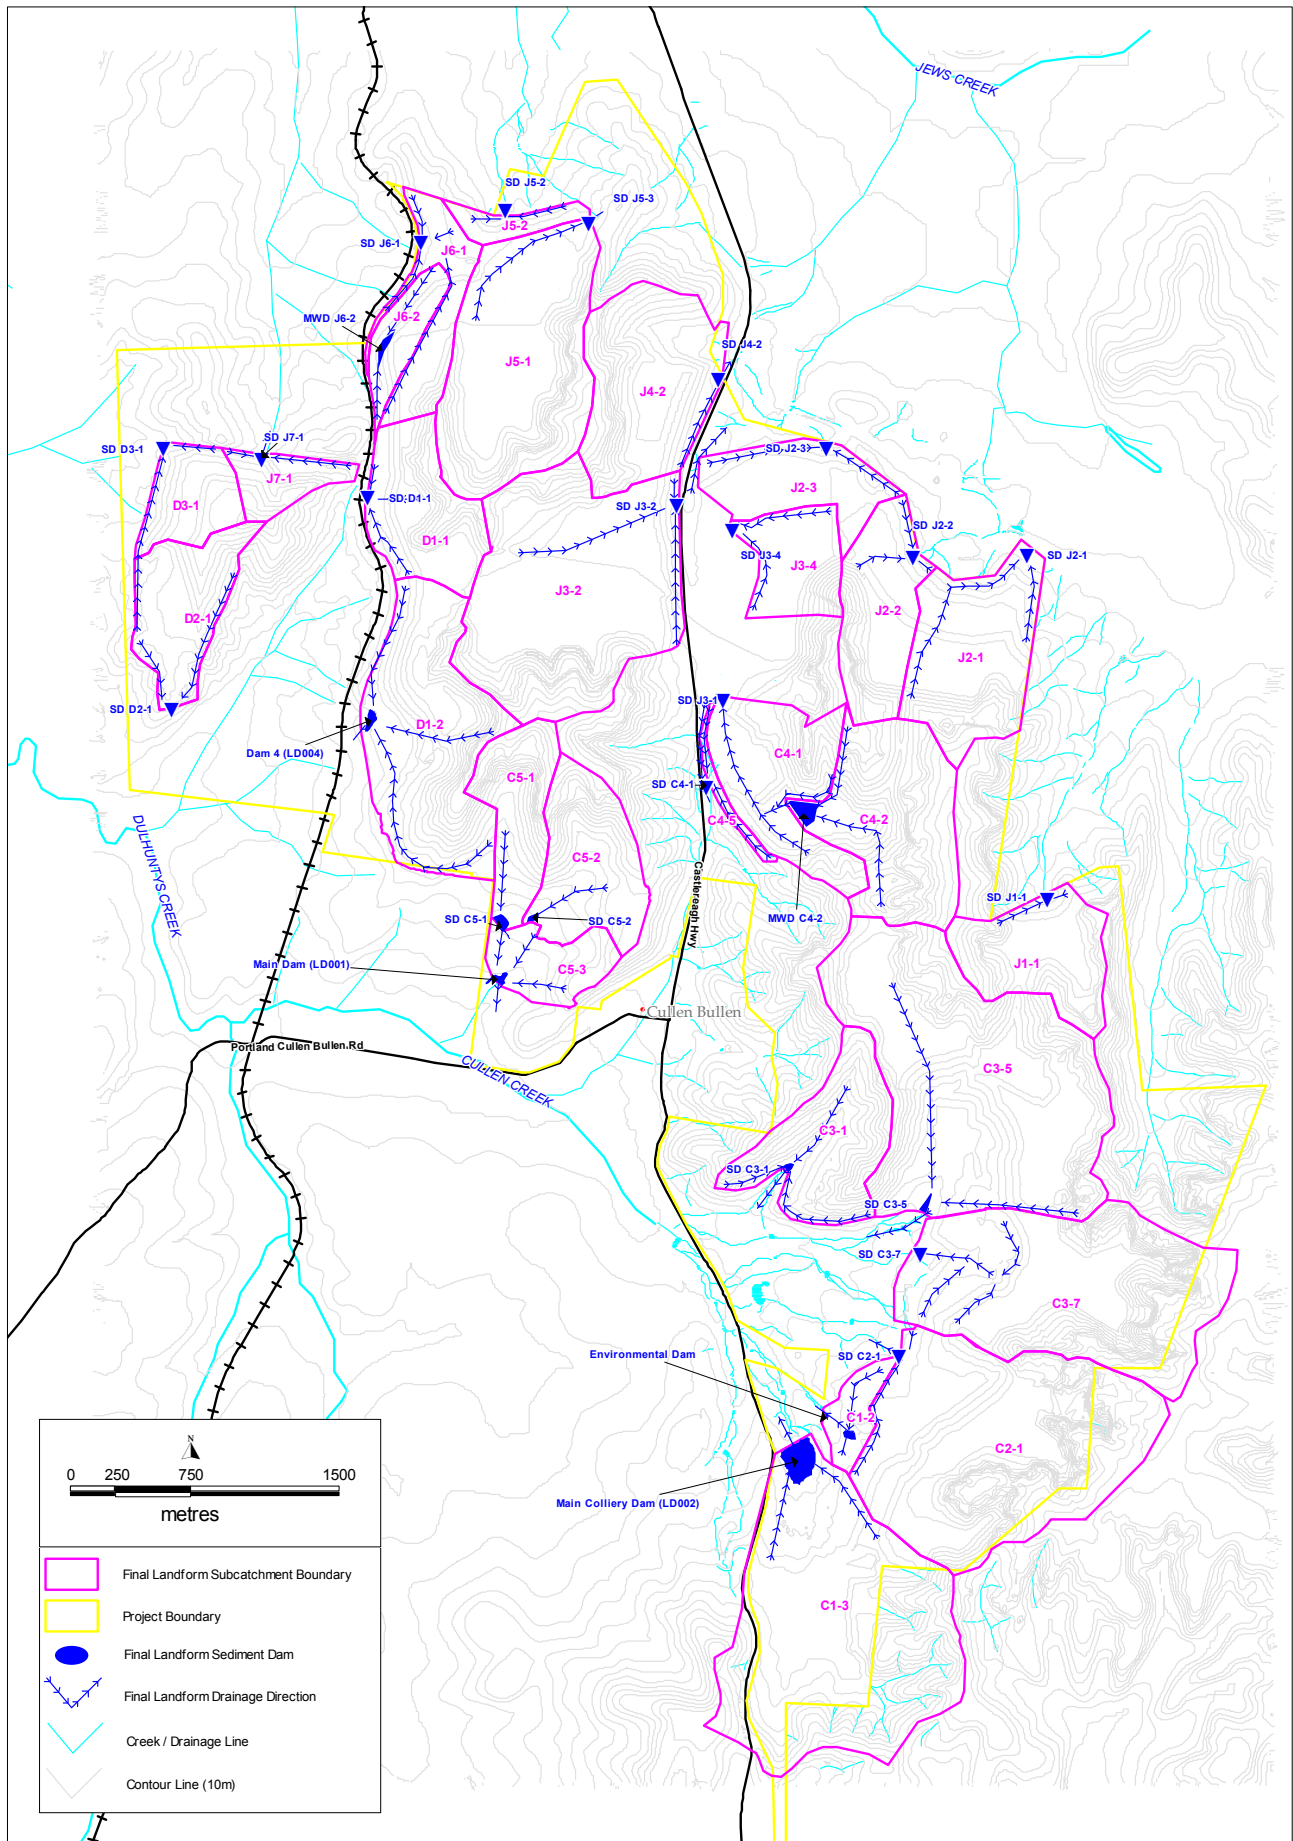 JEWS CREEK
SD J5-2
SD J5-3
J5-2
SD J6-1
J6-1
MWD J6-2
J6-2
SD J4-2
J5-1
J4-2
SD D3-1
SD J7-1
SD J2-3
J7-1
J2-3
D3-1
SD D1-1
SD J3-2
D1-1
SD J2-2
SD J3-4
SD J2-1
J3-4
J3-2
J2-2
D2-1
J2-1
SD D2-1
SD J3-1
D1-2
Dam 4 (LD004)
C4-1
C5-1
SD C4-1
C4-5
C4-2
DULHUNTYS CREEK
C5-2
Castlereagh Hwy
SD J1-1
SD C5-1
SD C5-2
MWD C4-2
Main Dam (LD001)
C5-3
J1-1
Cullen Bullen
Portland Cullen Bullen Rd
CULLEN CREEK
C3-5
C3-1
SD C3-1
SD C3-5
SD C3-7
C3-7
Environmental Dam
SD C2-1
C1-2
C2-1
Main Colliery Dam (LD002)
C1-3
N
0 250 750 1500
metres
Final Landform Subcatchment Boundary
Project Boundary
Final Landform Sediment Dam
Final Landform Drainage Direction
Creek / Drainage Line
Contour Line (10m)